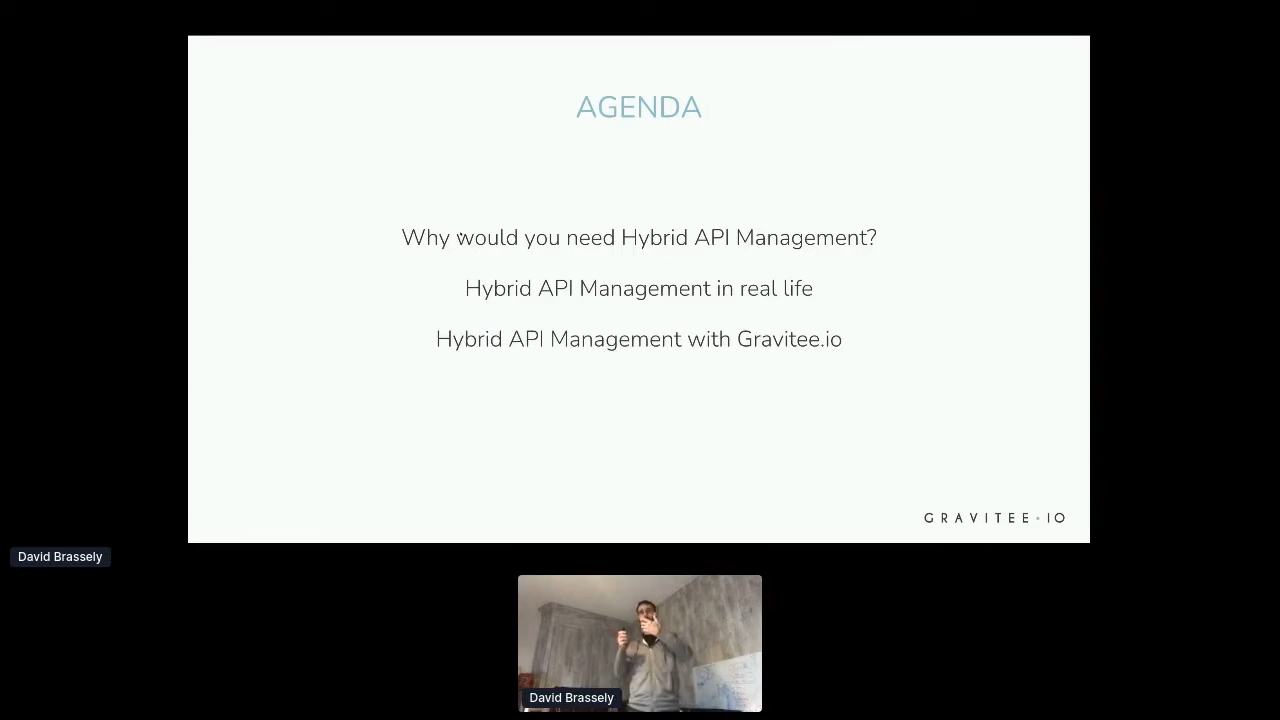 AGENDA
Why would you need Hybrid API Management?
Hybrid API Management in real life
Hybrid API Management with Gravitee.io
GRAVITEE•IO
David Brassely
David Brassely